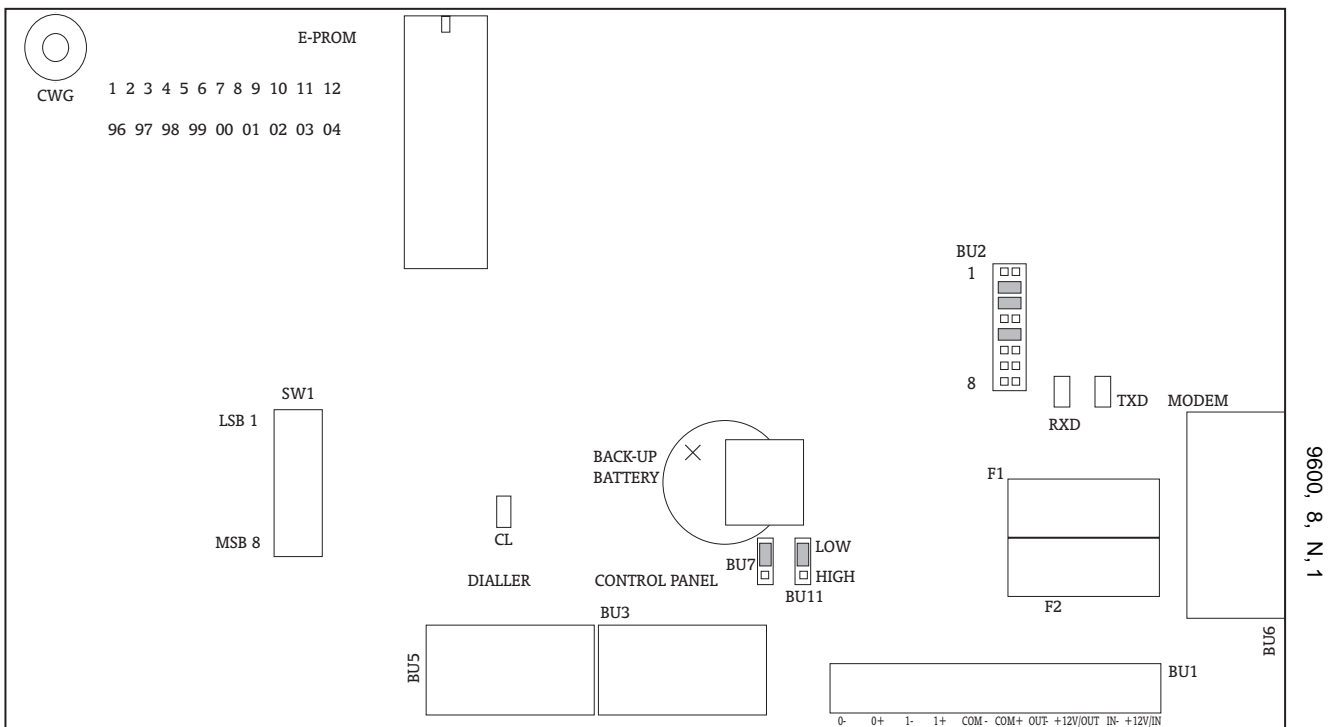 E-PROM
CWG
1 2 3 4 5 6 7 8 9 10 11 12
96 97 98 99 00 01 02 03 04
BU2
1
8
RXD
TXD
MODEM
SW1
LSB 1
MSB 8
BACK-UP
BATTERY
CL
DIALLER
CONTROL PANEL
BU7
LOW
HIGH
BU11
F1
F2
9600, 8, N,1
BU3
BU5
BU6
BU1
0- 0+ 1- 1+ COM - COM+ OUT- +12V/OUT IN- +12V/IN